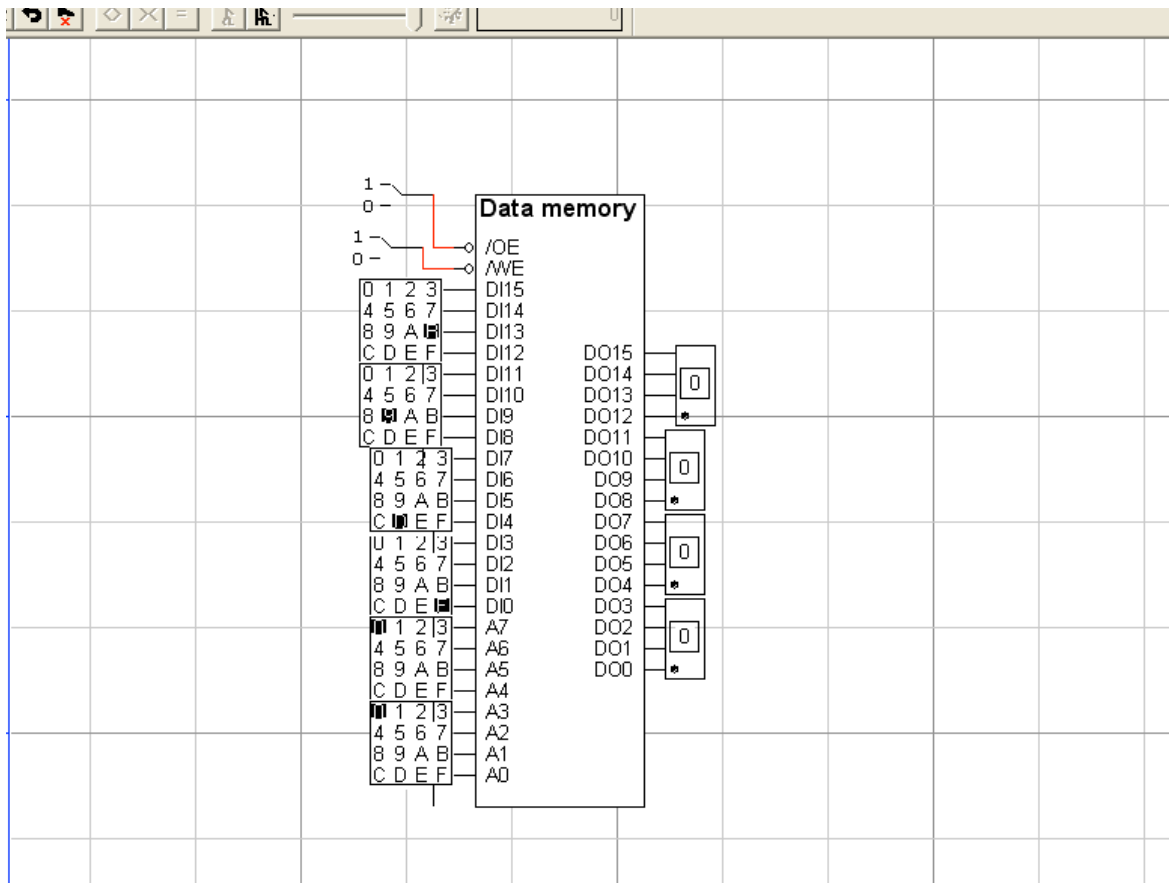 0
1
0
Data memory
1
0
/OE
/WE
0 1 2 3 DI15
4 5 6 7 DI14
8 9 A B DI13
C D E F DI12 DO15
0 1 2 3 DI11 DO14 0
4 5 6 7 DI10 DO13
8 9 A B DI9 DO12
C D E F DI8 DO11
0 1 2 3 DI7 DO10 0
4 5 6 7 DI6 DO9
8 9 A B DI5 DO8
C D E F DI4 DO7
0 1 2 3 DI3 DO6 0
4 5 6 7 DI2 DO5
8 9 A B DI1 DO4
C D E F DI0 DO3
0 1 2 3 A7 DO2 0
4 5 6 7 A6 DO1
8 9 A B A5 DO0
C D E F A4
0 1 2 3 A3
4 5 6 7 A2
8 9 A B A1
C D E F A0